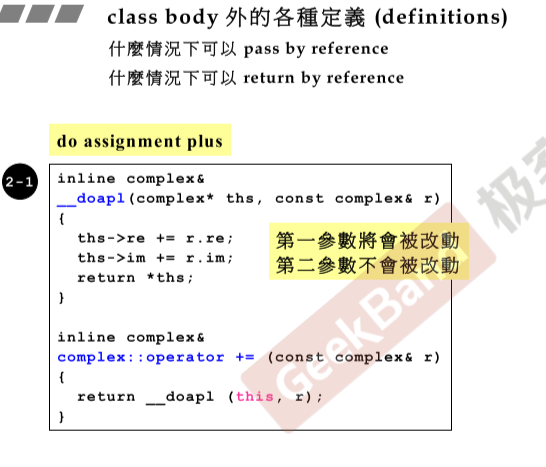 class body 外的各種定義 (definitions)
什麼情況下可以 pass by reference
什麼情況下可以 return by reference
do assignment plus
2-1
inline complex&
__doapl(complex* ths, const complex& r)
{
  ths->re += r.re;
  ths->im += r.im;
  return *ths;
}
第一參數將會被改動
第二參數不會被改動
inline complex&
complex::operator += (const complex& r)
{
  return __doapl (this, r);
}
GeekBand 极客